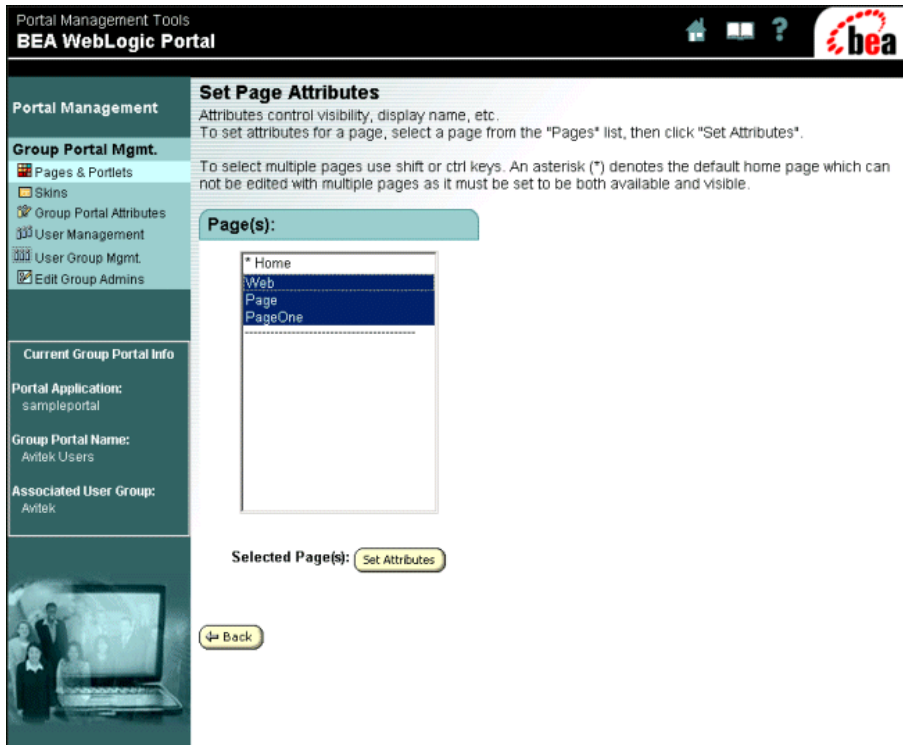 Portal Management Tools
BEA WebLogic Portal
?
bea
Portal Management
Group Portal Mgmt.
Pages & Portlets
Skins
Group Portal Attributes
User Management
User Group Mgmt.
Edit Group Admins
Current Group Portal Info
Portal Application:
sampleportal
Group Portal Name:
Avitek Users
Associated User Group:
Avitek
Set Page Attributes
Attributes control visibility, display name, etc.
To set attributes for a page, select a page from the "Pages" list, then click "Set Attributes".
To select multiple pages use shift or ctrl keys. An asterisk (*) denotes the default home page which can
not be edited with multiple pages as it must be set to be both available and visible.
Page(s):
* Home
Web
Page
PageOne
--------------------------------------------
Selected Page(s): Set Attributes
Back